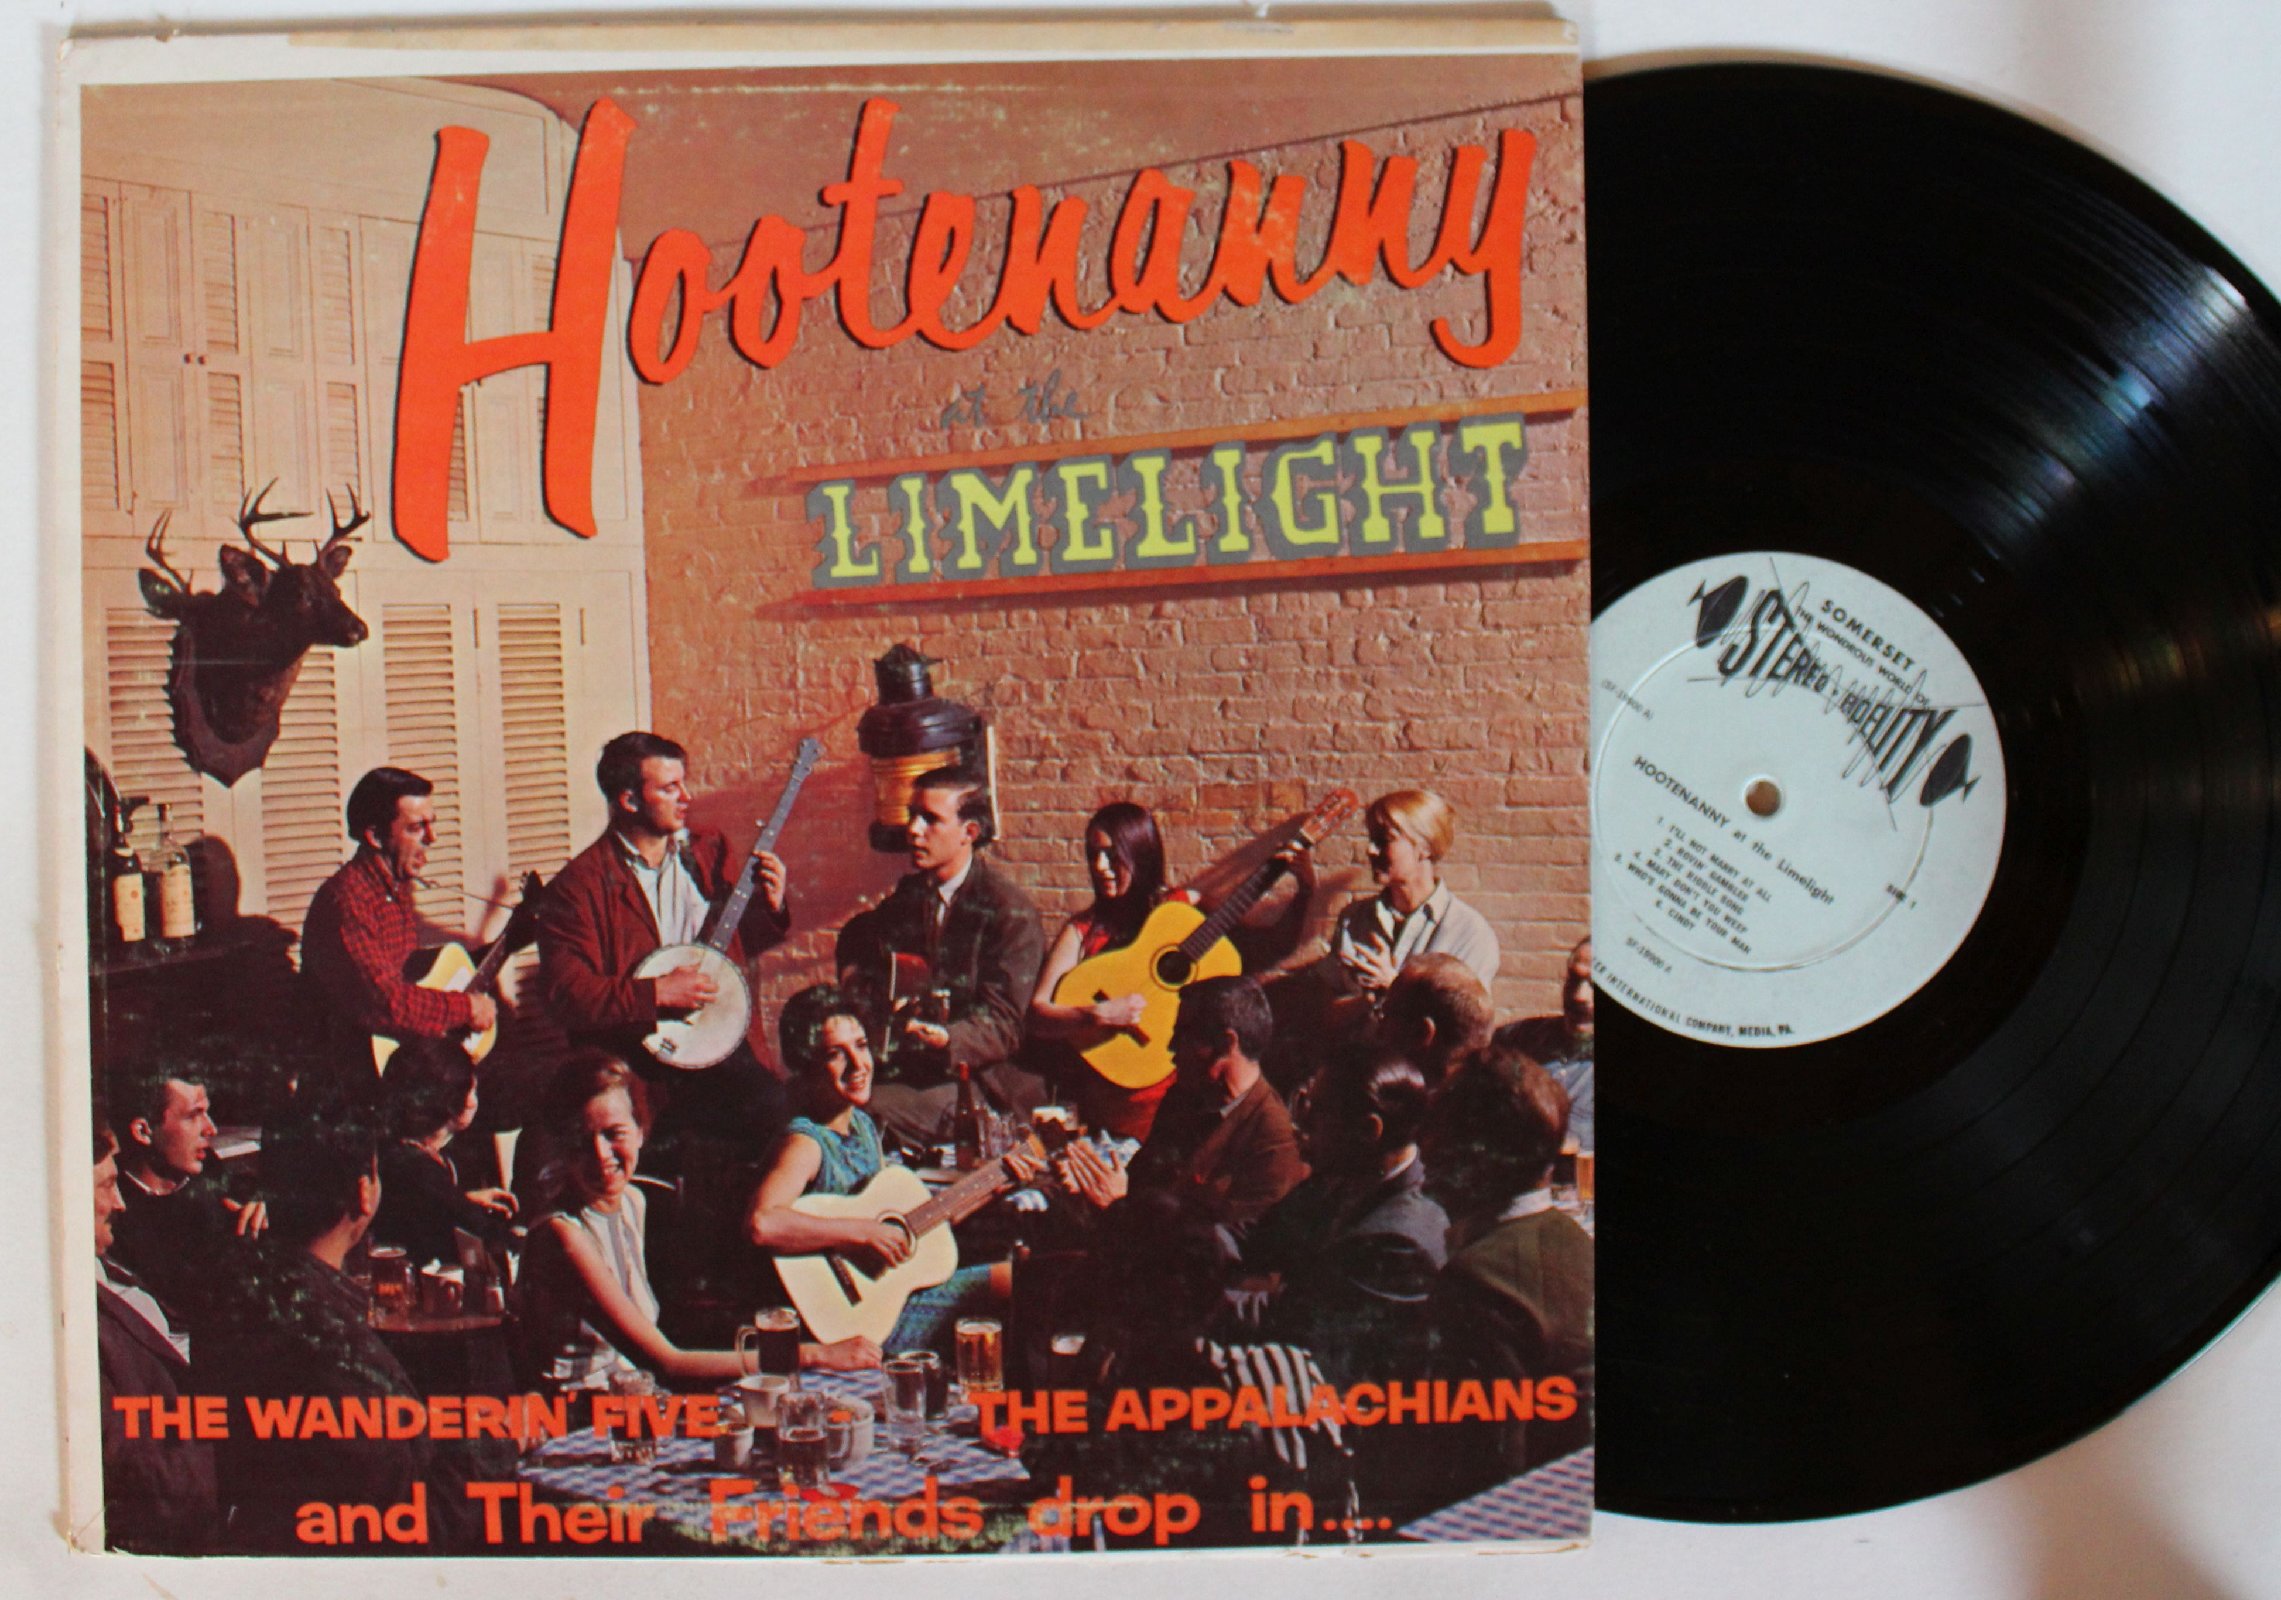 Hootenanny
at the
LIMELIGHT
THE WANDERIN' FIVE - THE APPALACHIANS
and Their Friends drop in....
SOMERSET
THE WONDROUS WORLD OF
STEREO-FIDELITY
HOOTENANNY at the Limelight
SIDE 1
1. I'LL NOT MARRY AT ALL
2. ROVIN' GAMBLER
3. THE RIDDLE SONG
4. MARY DON'T YOU WEEP
5. WHO'S GONNA BE YOUR MAN
6. CINDY
INTERNATIONAL COMPANY, MEDIA, PA.